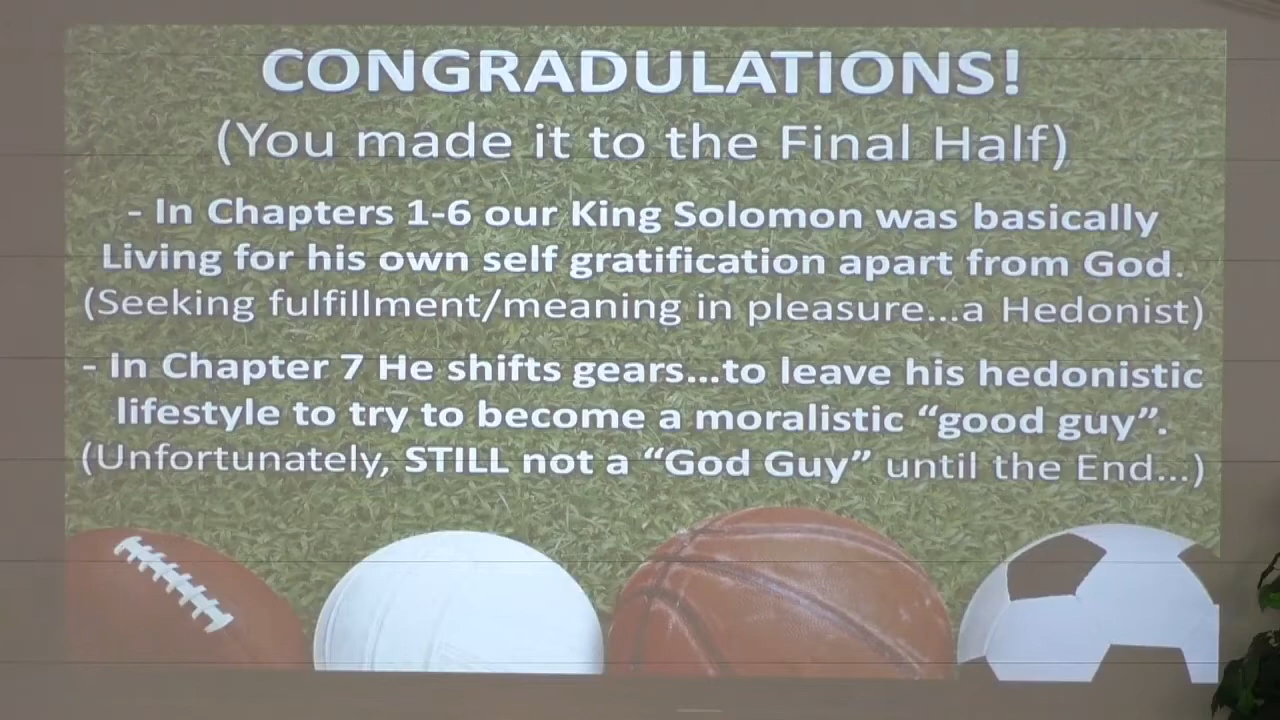 CONGRADULATIONS!
(You made it to the Final Half)
- In Chapters 1-6 our King Solomon was basically
Living for his own self gratification apart from God.
(Seeking fulfillment/meaning in pleasure...a Hedonist)
- In Chapter 7 He shifts gears...to leave his hedonistic
lifestyle to try to become a moralistic “good guy”.
(Unfortunately, STILL not a “God Guy” until the End...)